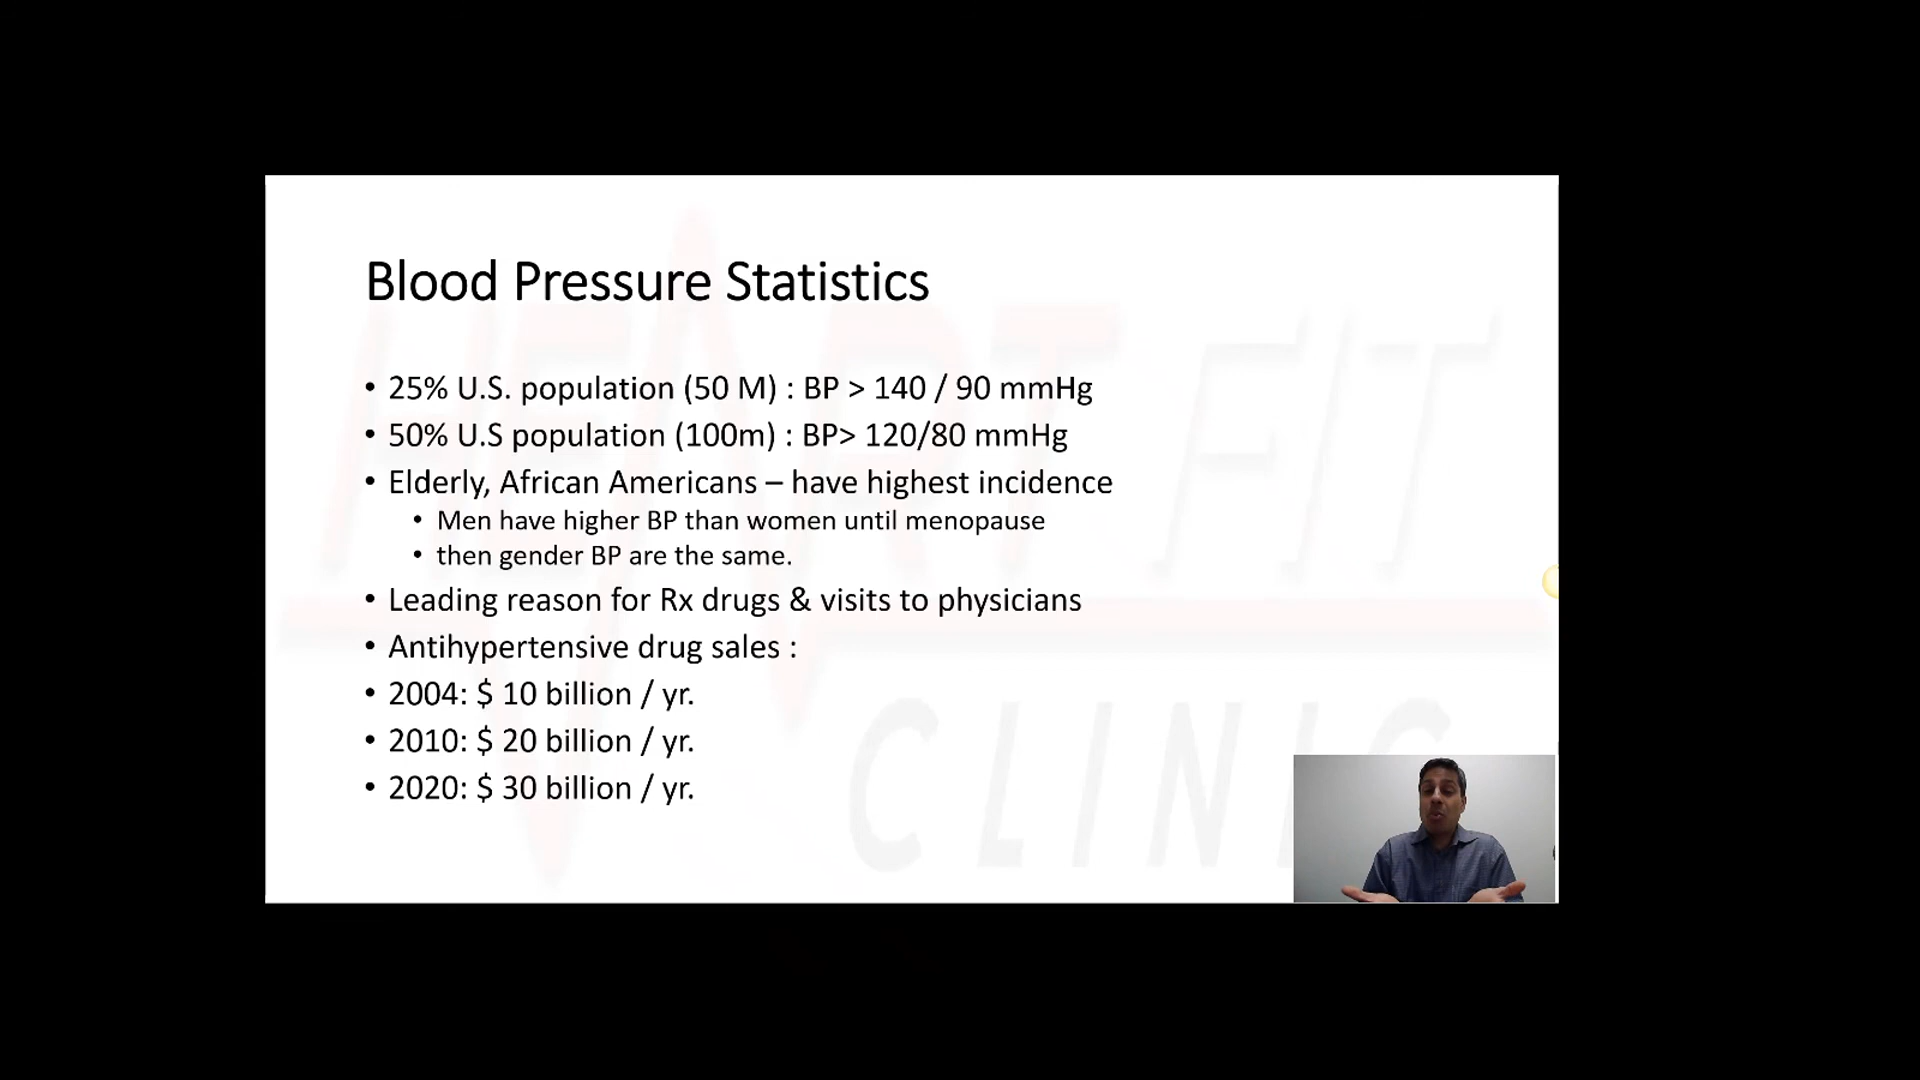 Blood Pressure Statistics
• 25% U.S. population (50 M) : BP > 140 / 90 mmHg
• 50% U.S population (100m) : BP> 120/80 mmHg
• Elderly, African Americans – have highest incidence
• Men have higher BP than women until menopause
• then gender BP are the same.
• Leading reason for Rx drugs & visits to physicians
• Antihypertensive drug sales :
• 2004: $ 10 billion / yr.
• 2010: $ 20 billion / yr.
• 2020: $ 30 billion / yr.
HEART FIT
CLINIC